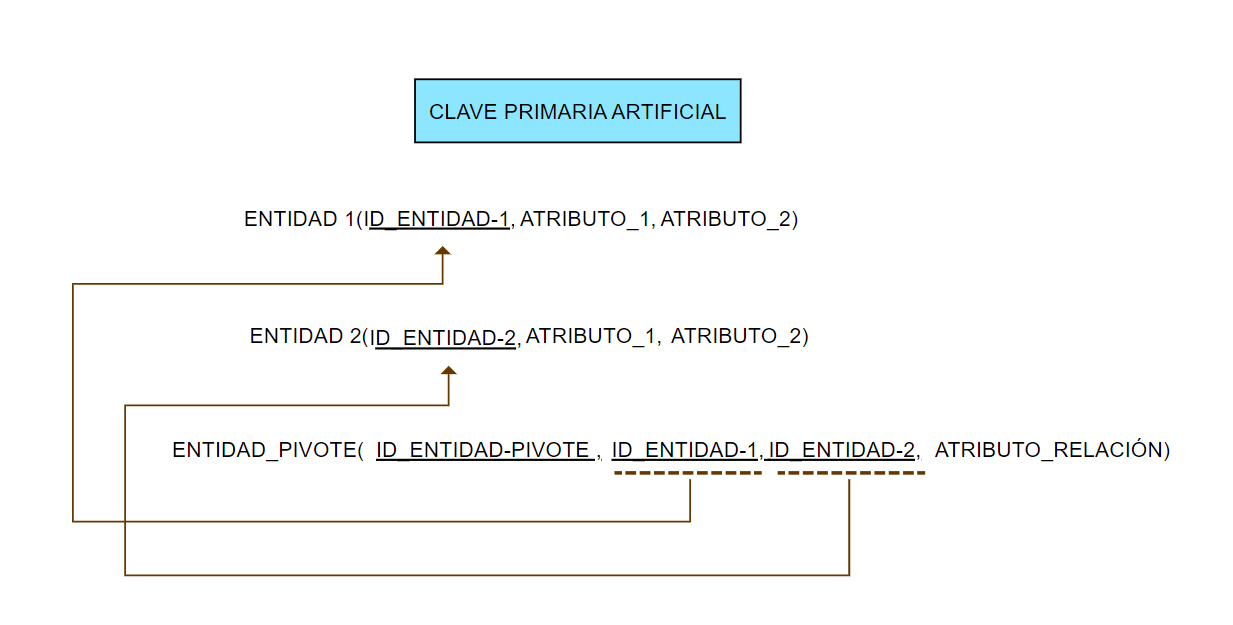 CLAVE PRIMARIA ARTIFICIAL
ENTIDAD 1(ID_ENTIDAD-1, ATRIBUTO_1, ATRIBUTO_2)
ENTIDAD 2(ID_ENTIDAD-2, ATRIBUTO_1, ATRIBUTO_2)
ENTIDAD_PIVOTE( ID_ENTIDAD-PIVOTE , ID_ENTIDAD-1, ID_ENTIDAD-2, ATRIBUTO_RELACIÓN)